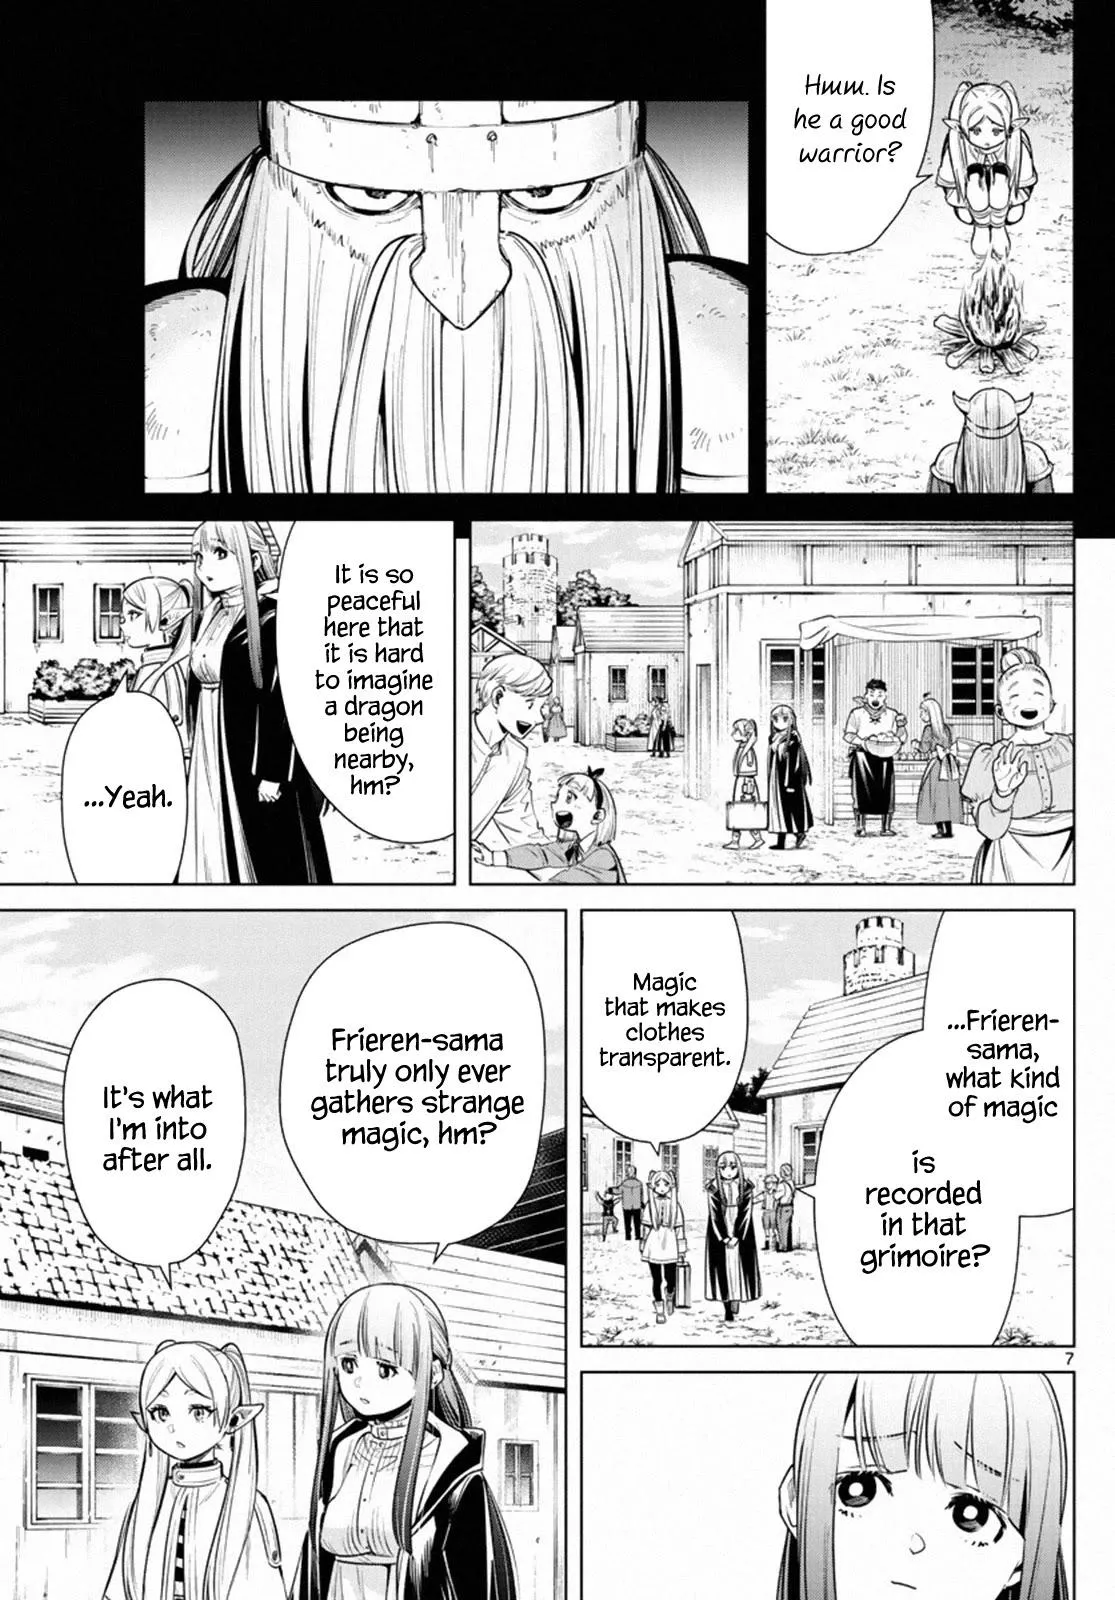 Hmm. Is
he a good
warrior?
It is so
peaceful
here that
it is hard
to imagine
a dragon
being
nearby,
hm?
...Yeah.
...Frieren-
sama,
what kind
of magic
is
recorded
in that
grimoire?
Magic
that makes
clothes
transparent.
7
Frieren-sama
truly only ever
gathers strange
magic, hm?
It's what
I'm into
after all.